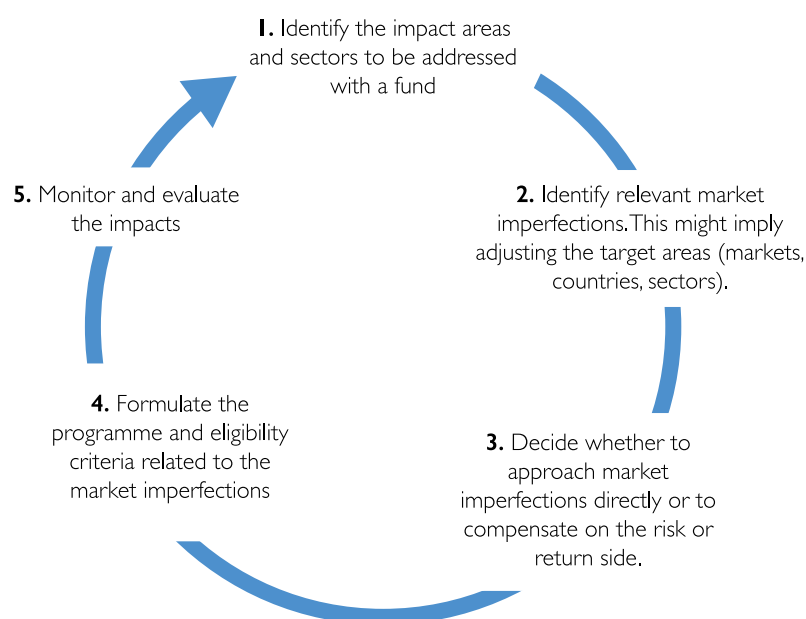 1. Identify the impact areas
and sectors to be addressed
with a fund
2. Identify relevant market
imperfections. This might imply
adjusting the target areas (markets,
countries, sectors).
3. Decide whether to
approach market
imperfections directly or to
compensate on the risk or
return side.
4. Formulate the
programme and eligibility
criteria related to the
market imperfections
5. Monitor and evaluate
the impacts